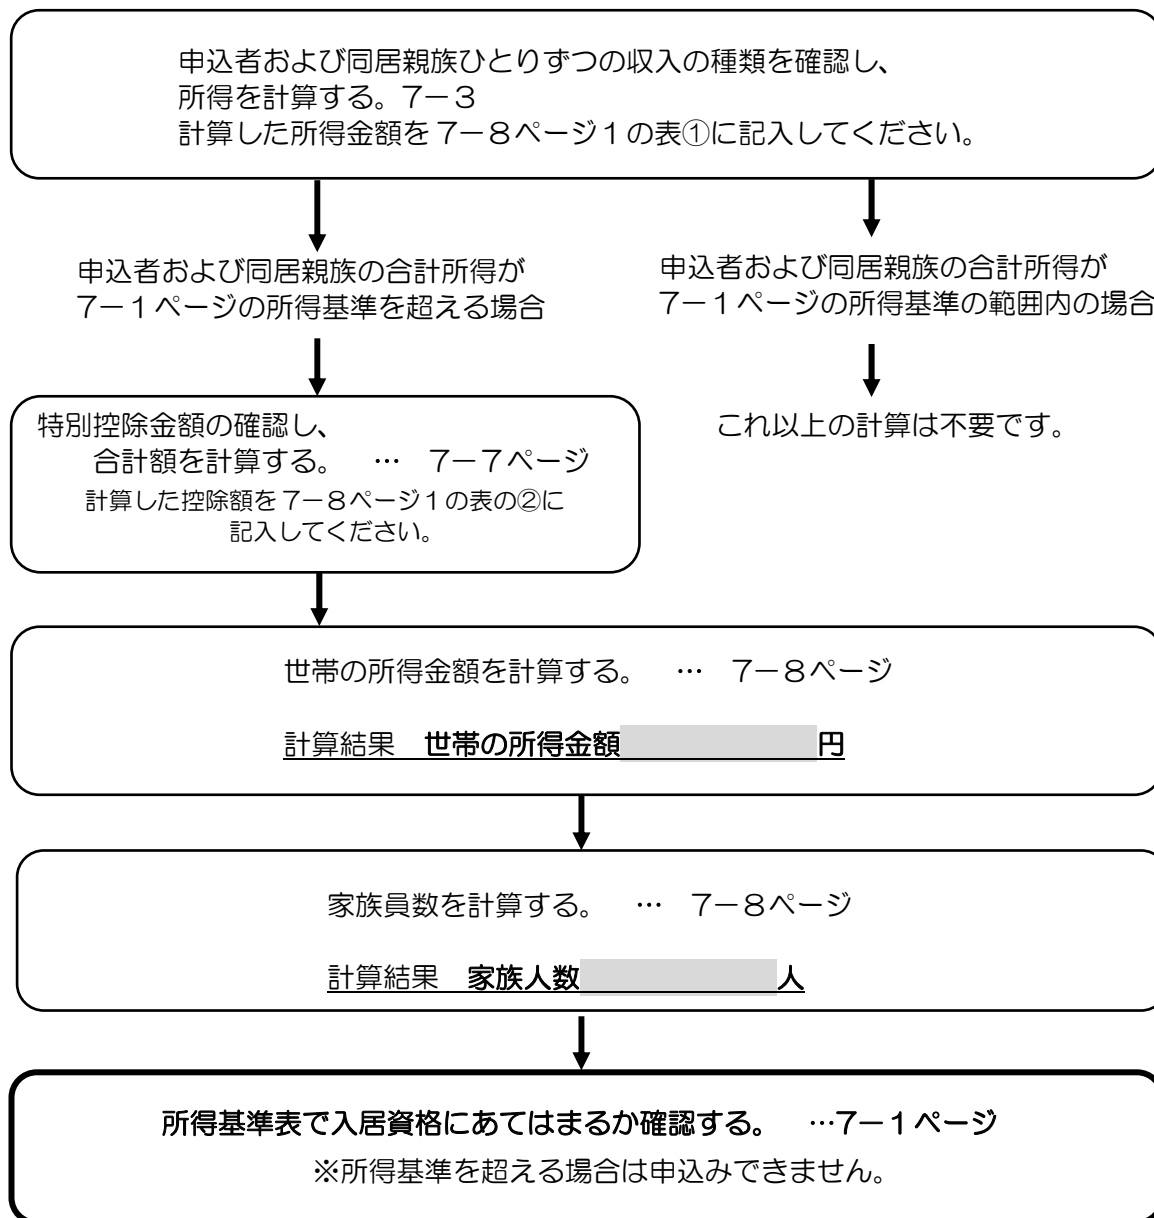 申込者および同居親族ひとりずつの収入の種類を確認し、
所得を計算する。７－３
計算した所得金額を７－８ページ１の表①に記入してください。
申込者および同居親族の合計所得が
７－１ページの所得基準を超える場合
申込者および同居親族の合計所得が
７－１ページの所得基準の範囲内の場合
特別控除金額の確認し、
合計額を計算する。　…　７－７ページ
計算した控除額を７－８ページ１の表の②に
記入してください。
これ以上の計算は不要です。
世帯の所得金額を計算する。　…　７－８ページ
計算結果　世帯の所得金額　　　　　　　円
家族員数を計算する。　…　７－８ページ
計算結果　家族人数　　　　　　　人
所得基準表で入居資格にあてはまるか確認する。　…７－１ページ
※所得基準を超える場合は申込みできません。